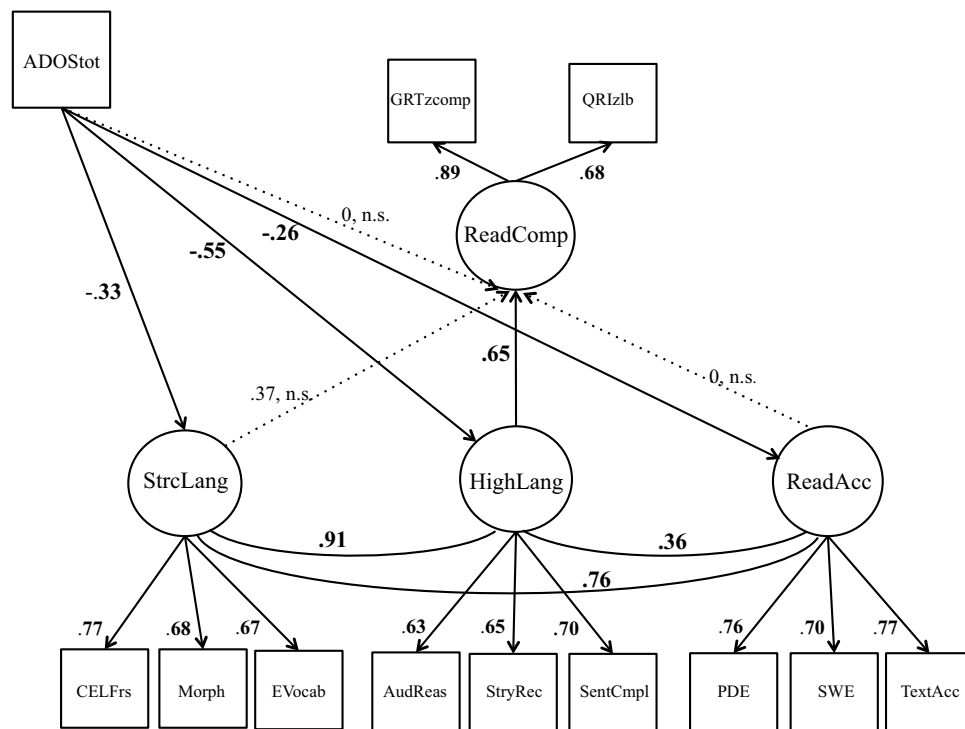 ADOStot
GRTzcomp
QRIzlb
.89
.68
0, n.s.
-.26
ReadComp
-.55
-.33
.65
0, n.s.
.37, n.s.
StrcLang
HighLang
ReadAcc
.91
.36
.76
.77
.68
.67
.63
.65
.70
.76
.70
.77
CELFrs
Morph
EVocab
AudReas
StryRec
SentCmpl
PDE
SWE
TextAcc